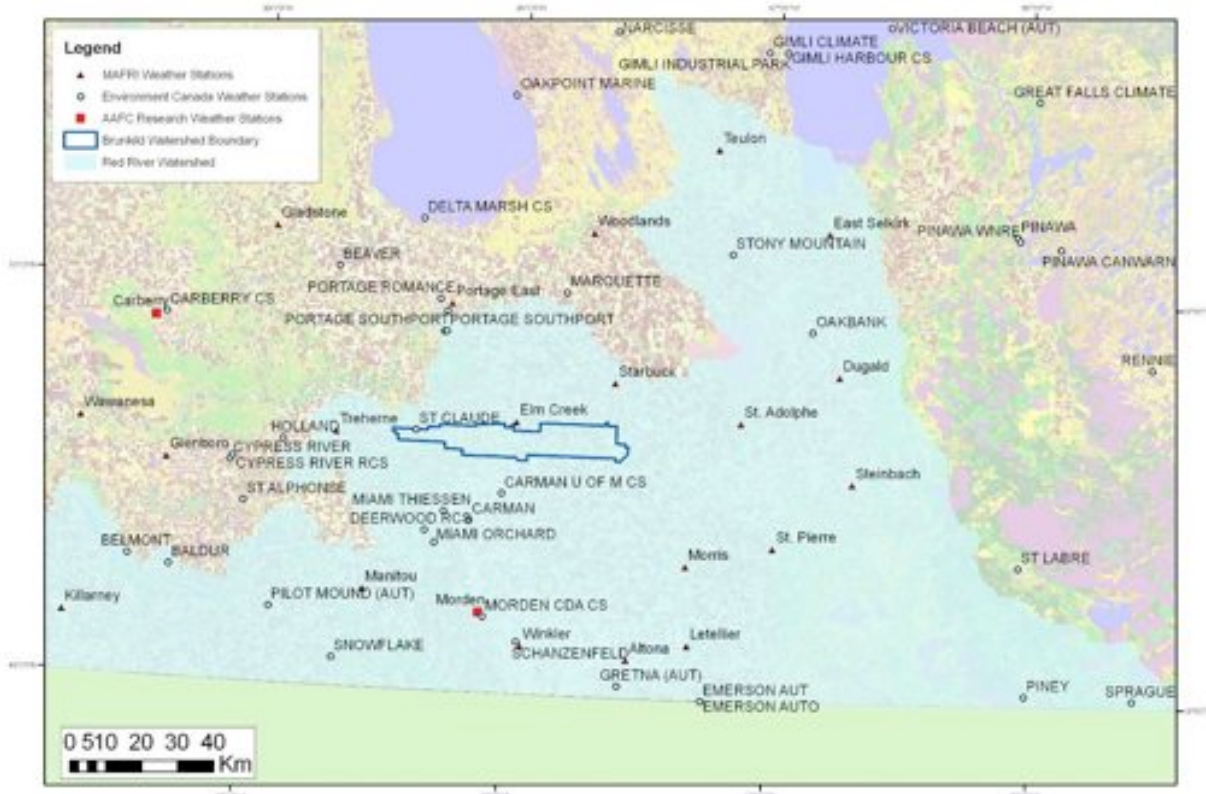 NARCISSE
VICTORIA BEACH (AUT)
Legend
GIMLI CLIMATE
GIMLI INDUSTRIAL PARK
GIMLI HARBOUR CS
MAFRI Weather Stations
Environment Canada Weather Stations
OAKPOINT MARINE
GREAT FALLS CLIMATE
AAFC Research Weather Stations
Brunkild Watershed Boundary
Red River Watershed
Teulon
DELTA MARSH CS
Gladstone
Woodlands
East Selkirk
PINAWA WNRE
PINAWA
BEAVER
STONY MOUNTAIN
PINAWA CANWARN
PORTAGE ROMANCE
MARQUETTE
Portage East
Carberry
CARBERRY CS
PORTAGE SOUTHPORT
PORTAGE SOUTHPORT
OAKBANK
RENNIE
Starbuck
Dugald
Wawanesa
Treherne
ST CLAUDE
Elm Creek
St. Adolphe
HOLLAND
Glenboro
CYPRESS RIVER
CYPRESS RIVER RCS
Steinbach
CARMAN U OF M CS
ST ALPHONSE
MIAMI THIESSEN
CARMAN
DEERWOOD RCS
MIAMI ORCHARD
BELMONT
BALDUR
St. Pierre
ST LABRE
Morris
Manitou
Killarney
PILOT MOUND (AUT)
Morden
MORDEN CDA CS
Winkler
SNOWFLAKE
SCHANZENFELD
Altona
Letellier
GRETNA (AUT)
EMERSON AUT
EMERSON AUTO
PINEY
SPRAGUE
0 5 10 20 30 40
Km